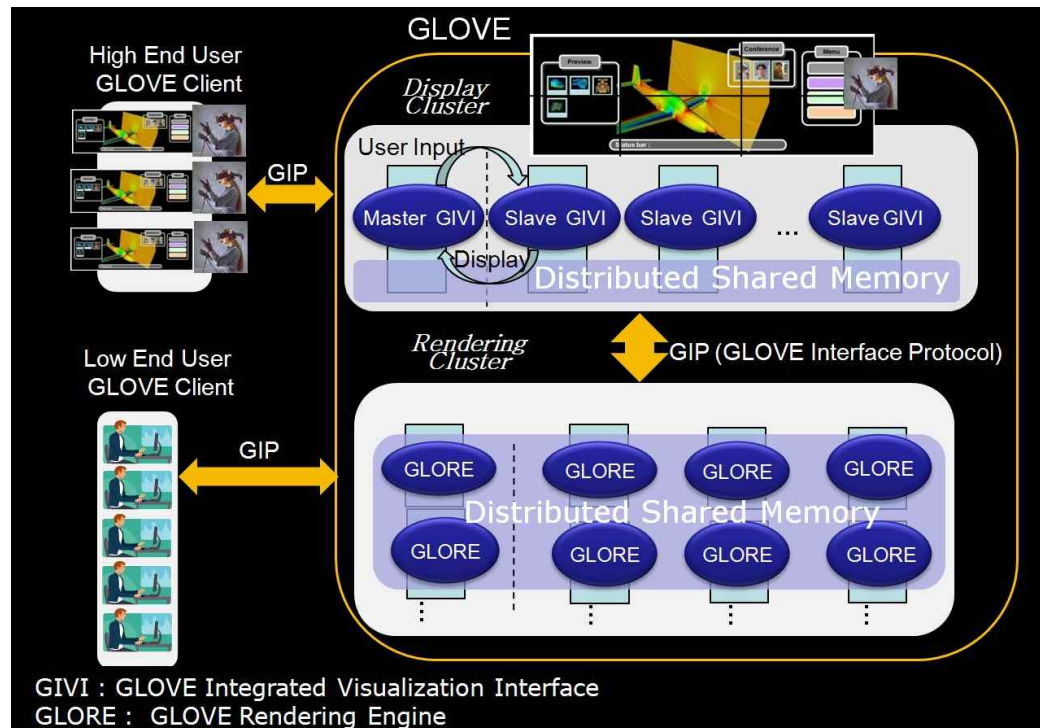 GLOVE
High End User
GLOVE Client
Display
Cluster
Preview
Conference
Menu
Status bar :
User Input
GIP
Master GIVI
Slave GIVI
Slave GIVI
...
Slave GIVI
Display
Distributed Shared Memory
Rendering
Cluster
GIP (GLOVE Interface Protocol)
Low End User
GLOVE Client
GIP
GLORE
GLORE
GLORE
GLORE
Distributed Shared Memory
GLORE
GLORE
GLORE
GLORE
GIVI : GLOVE Integrated Visualization Interface
GLORE : GLOVE Rendering Engine